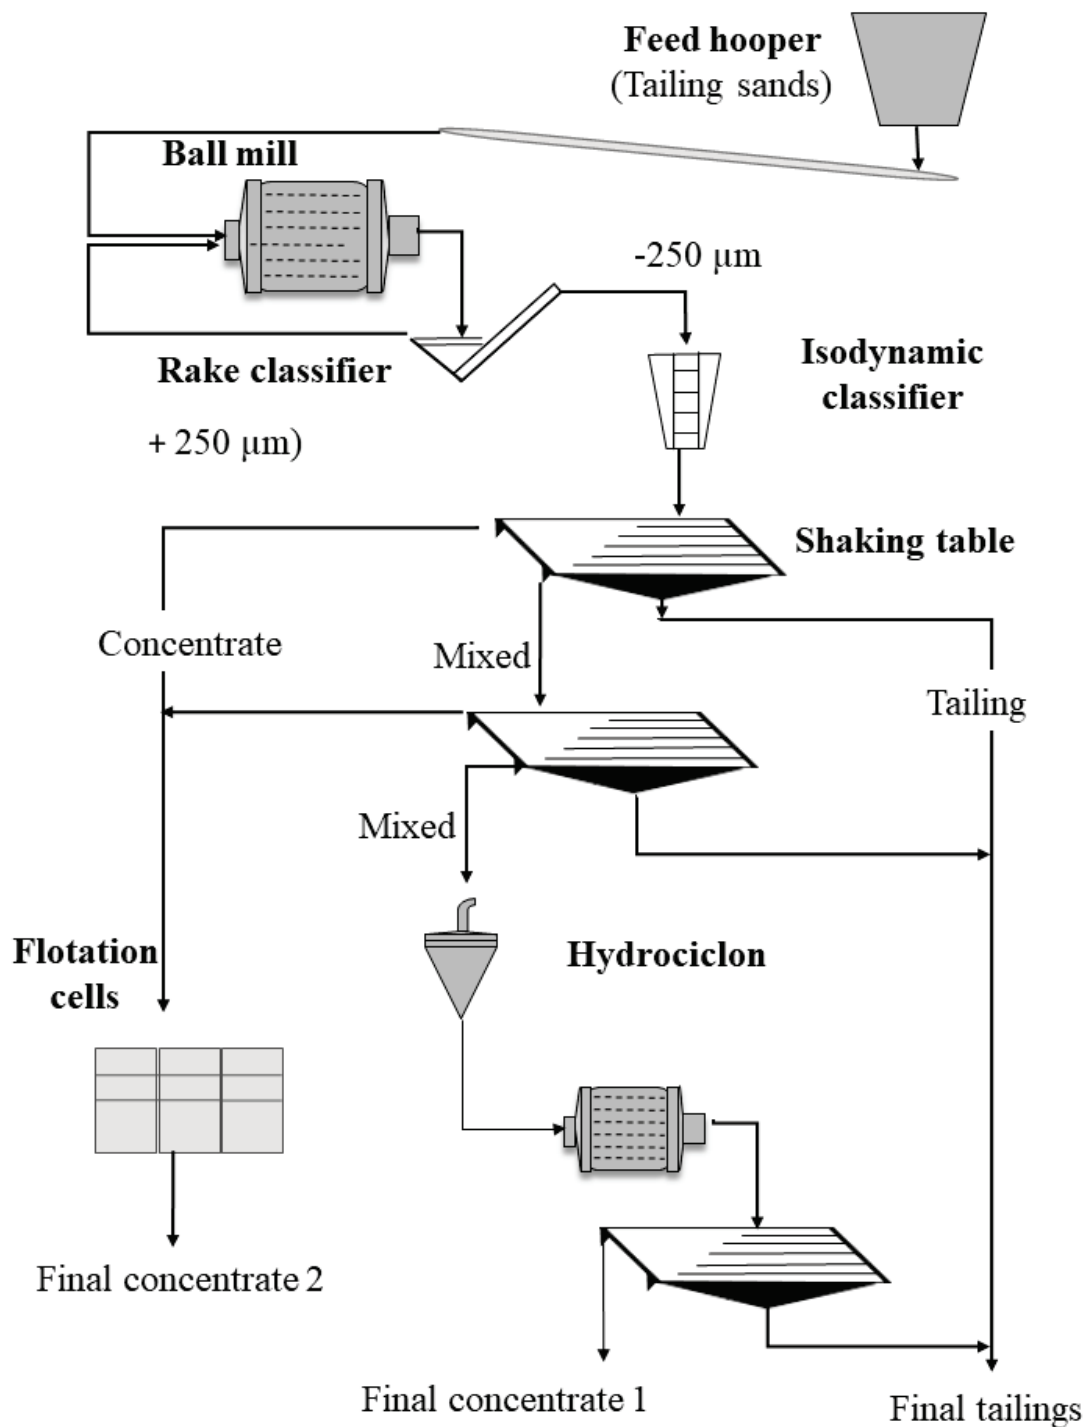 Feed hooper
(Tailing sands)
Ball mill
-250 µm
Rake classifier
Isodynamic
classifier
+ 250 µm)
Shaking table
Concentrate
Mixed
Tailing
Mixed
Flotation
cells
Hydrociclon
Final concentrate 2
Final concentrate 1
Final tailings